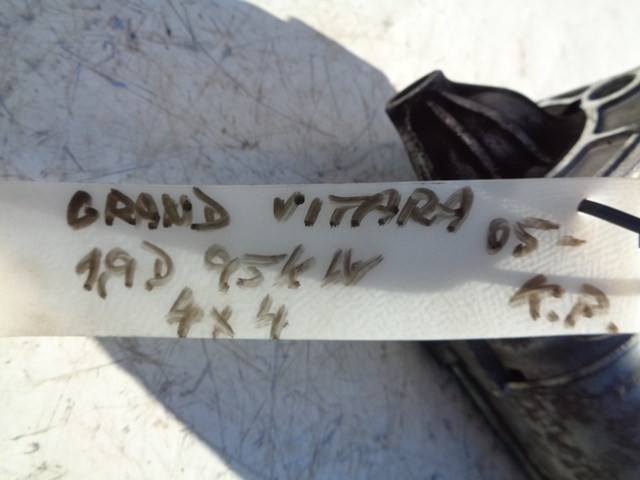 GRAND VITARA 05-
1,9D 95kW
4x4 T.P.